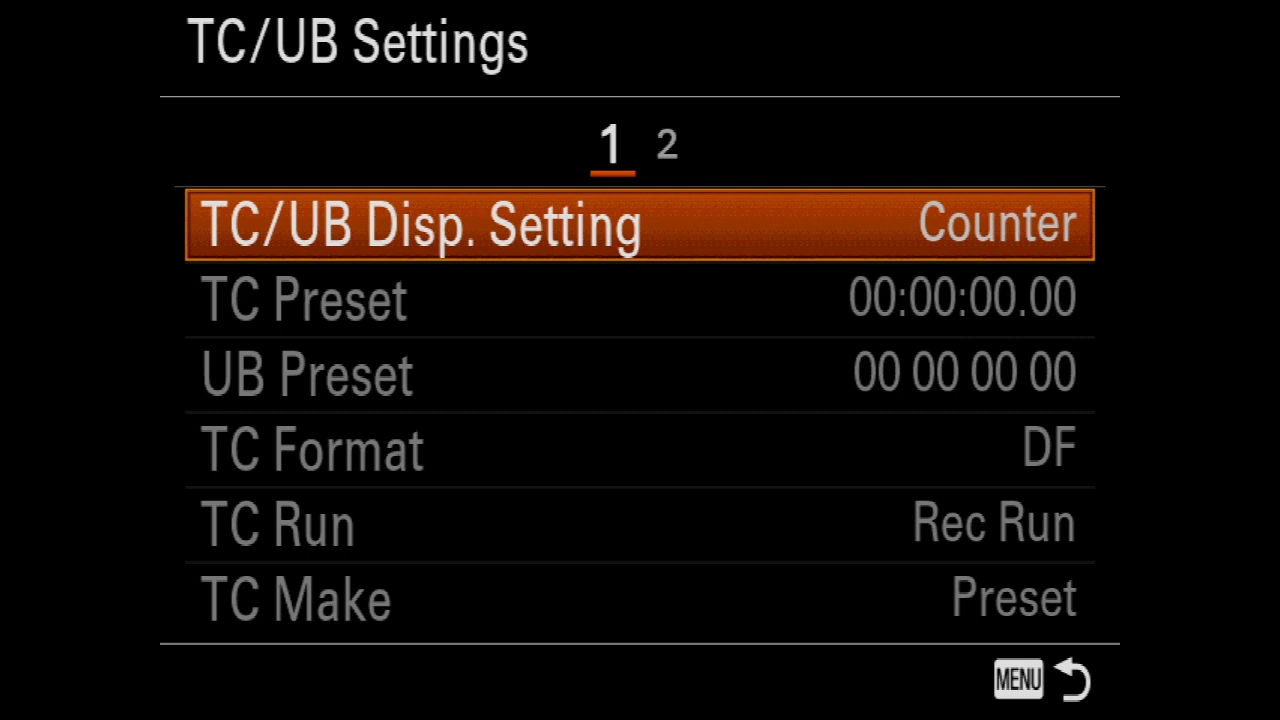 TC/UB Settings
1 2
TC/UB Disp. Setting Counter
TC Preset 00:00:00.00
UB Preset 00 00 00 00
TC Format DF
TC Run Rec Run
TC Make Preset
MENU